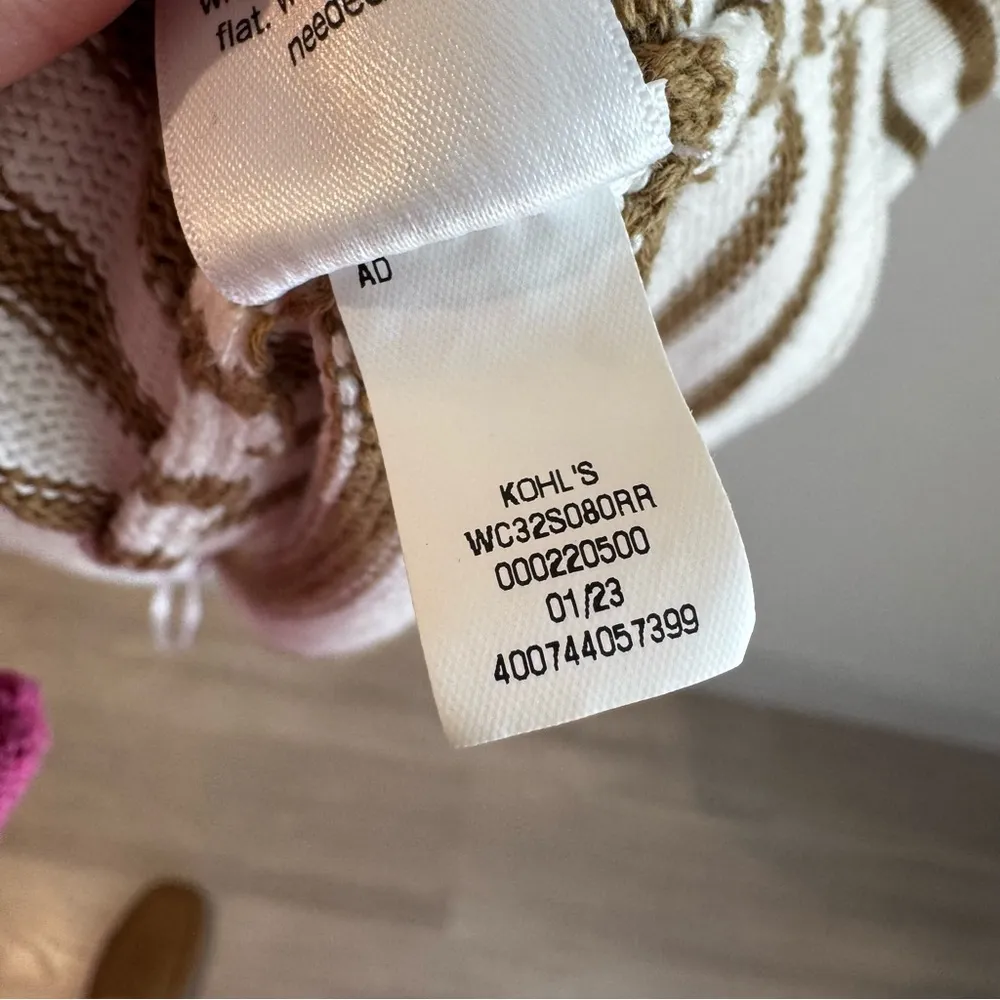 flat.
needed
AD
KOHL'S
WC32S080RR
000220500
01/23
400744057399